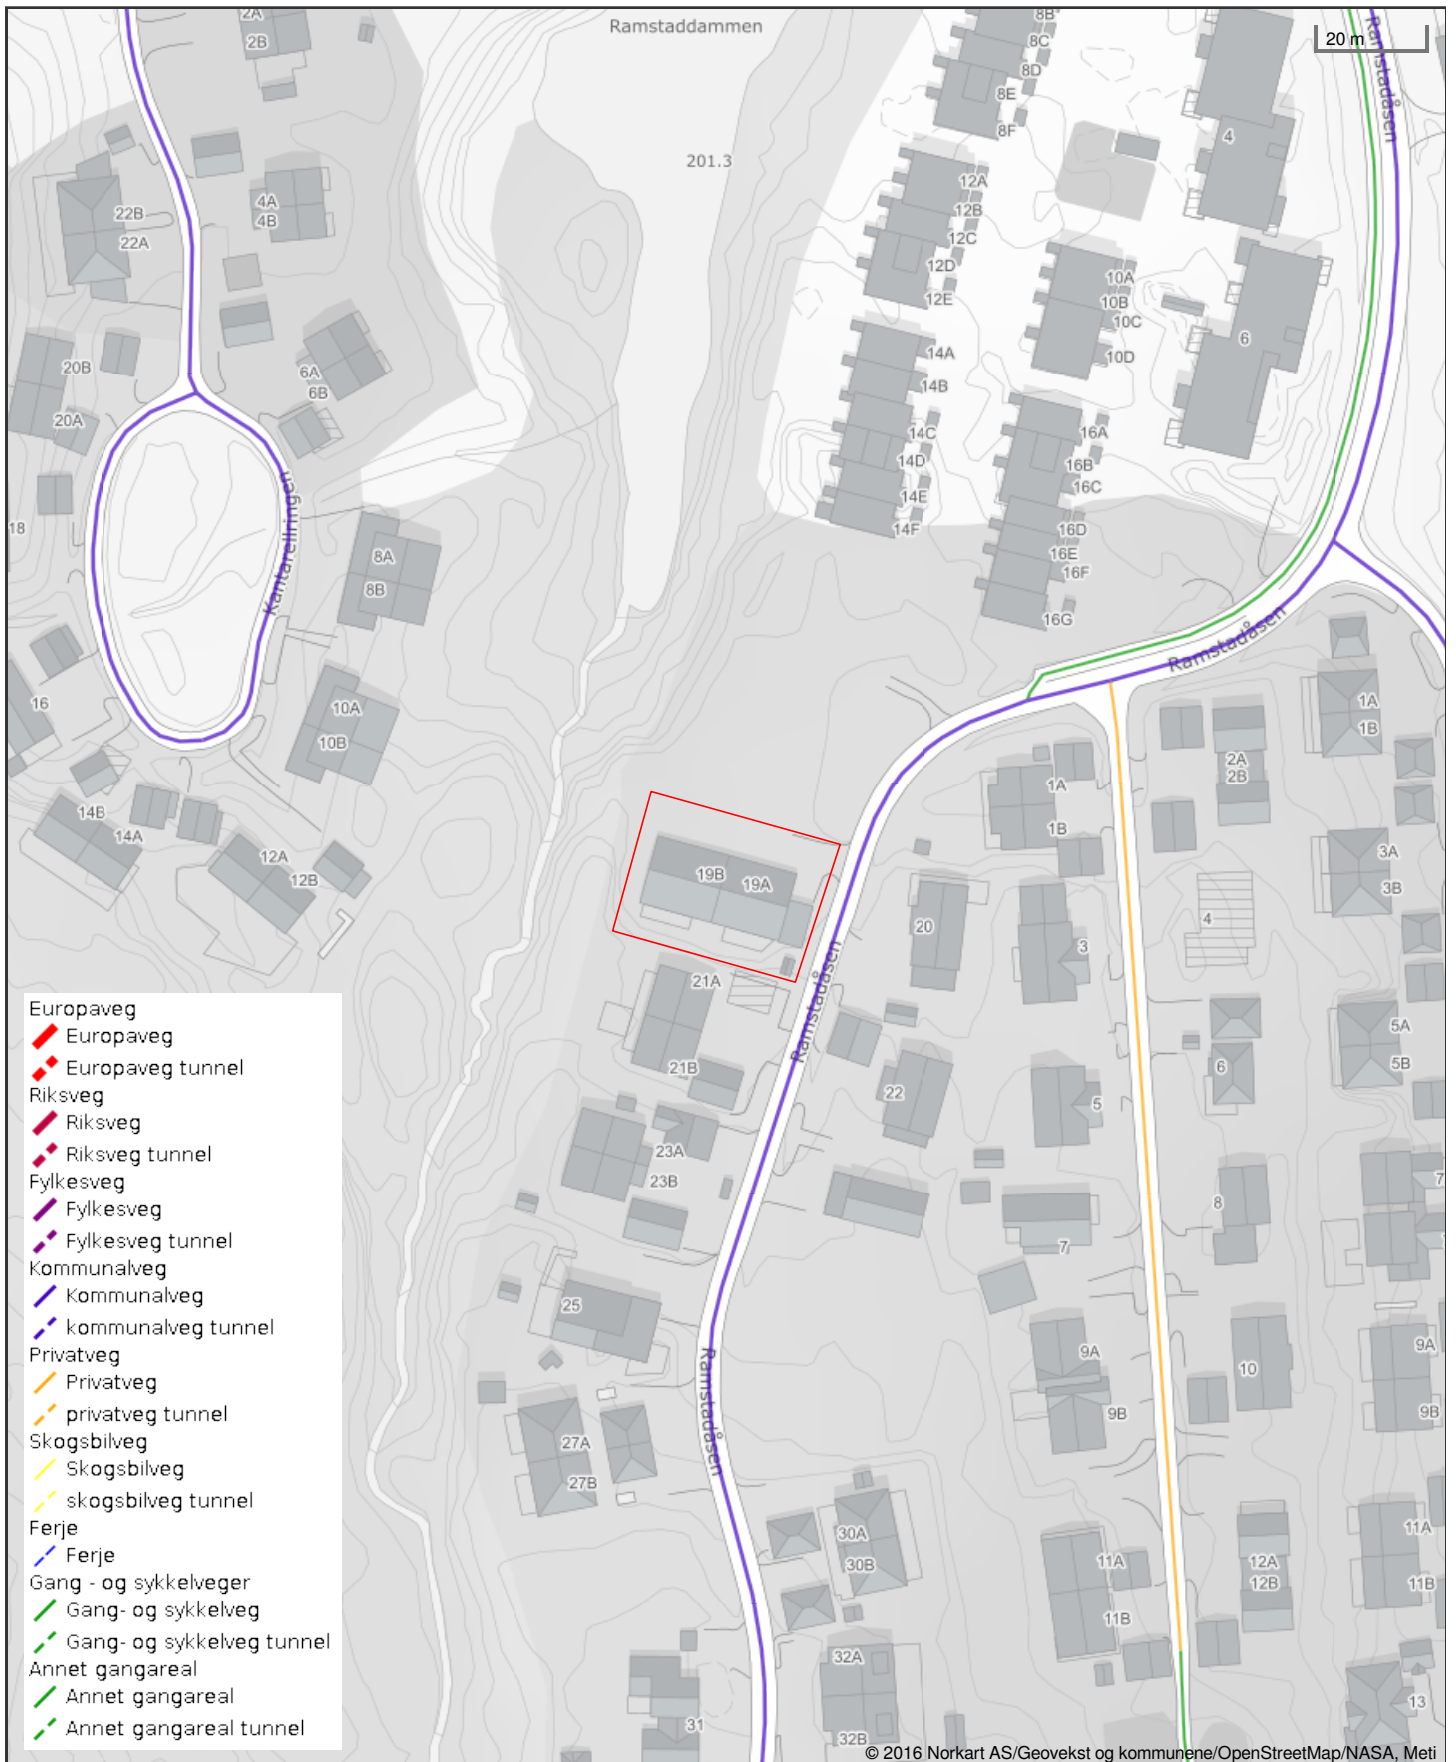 Ramstaddammen
20 m
Ramstadåsen
2A
2B
8B
8C
8D
8E
8F
4
201.3
4A
4B
22B
22A
12A
12B
12C
12D
12E
10A
10B
10C
10D
6
20B
20A
6A
6B
14A
14B
14C
14D
14E
14F
16A
16B
16C
16D
16E
16F
16G
18
Kantarellringen
8A
8B
Ramstadåsen
16
10A
10B
1A
1B
2A
2B
1A
1B
14B
14A
12A
12B
19B
19A
20
3
4
3A
3B
21A
21B
Ramstadåsen
22
5
6
5A
5B
23A
23B
7
8
7
25
Ramstadåsen
9A
9B
10
9A
9B
27A
27B
30A
30B
11A
11B
12A
12B
11A
11B
32A
32B
31
13
Europaveg
Europaveg
Europaveg tunnel
Riksveg
Riksveg
Riksveg tunnel
Fylkesveg
Fylkesveg
Fylkesveg tunnel
Kommunalveg
Kommunalveg
kommunalveg tunnel
Privatveg
Privatveg
privatveg tunnel
Skogsbilveg
Skogsbilveg
skogsbilveg tunnel
Ferje
Ferje
Gang - og sykkelveger
Gang- og sykkelveg
Gang- og sykkelveg tunnel
Annet gangareal
Annet gangareal
Annet gangareal tunnel
© 2016 Norkart AS/Geovekst og kommunene/OpenStreetMap/NASA, Meti